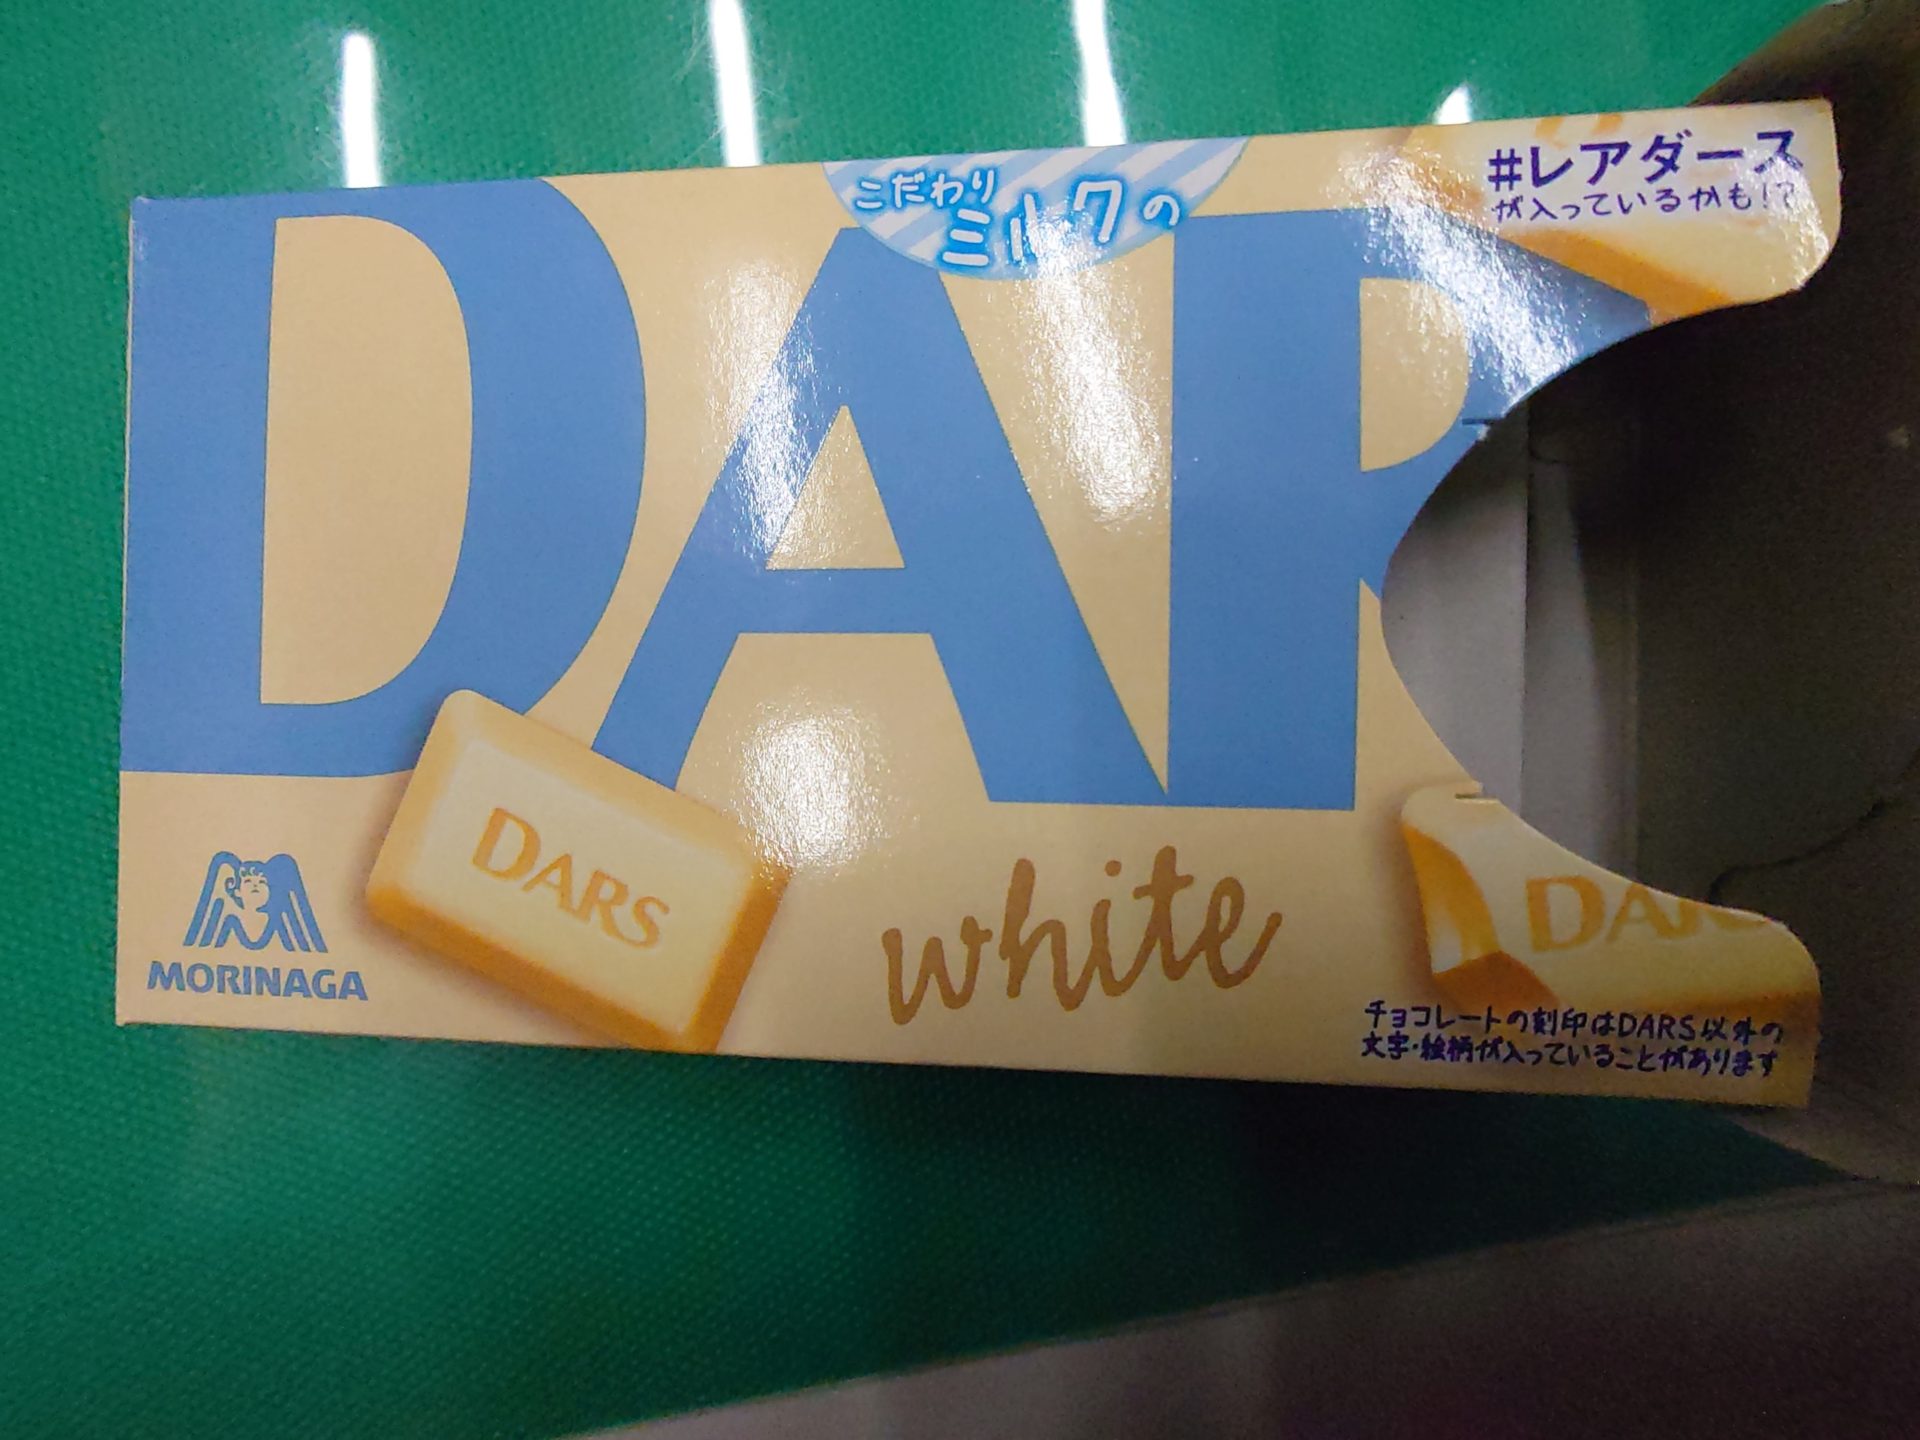 こだわり
ミルクの
#レアダース
が入っているかも!?
DAR
DARS
white
DARS
MORINAGA
チョコレートの刻印はDARS以外の
文字・絵柄が入っていることがあります